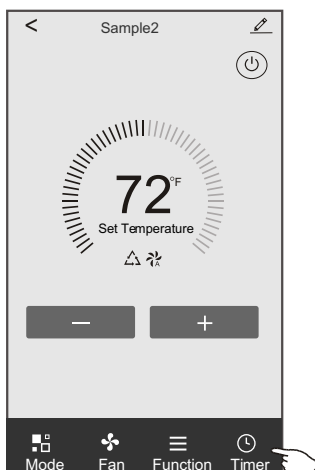 Sample2
72°F
Set Temperature
A
Mode Fan Function Timer